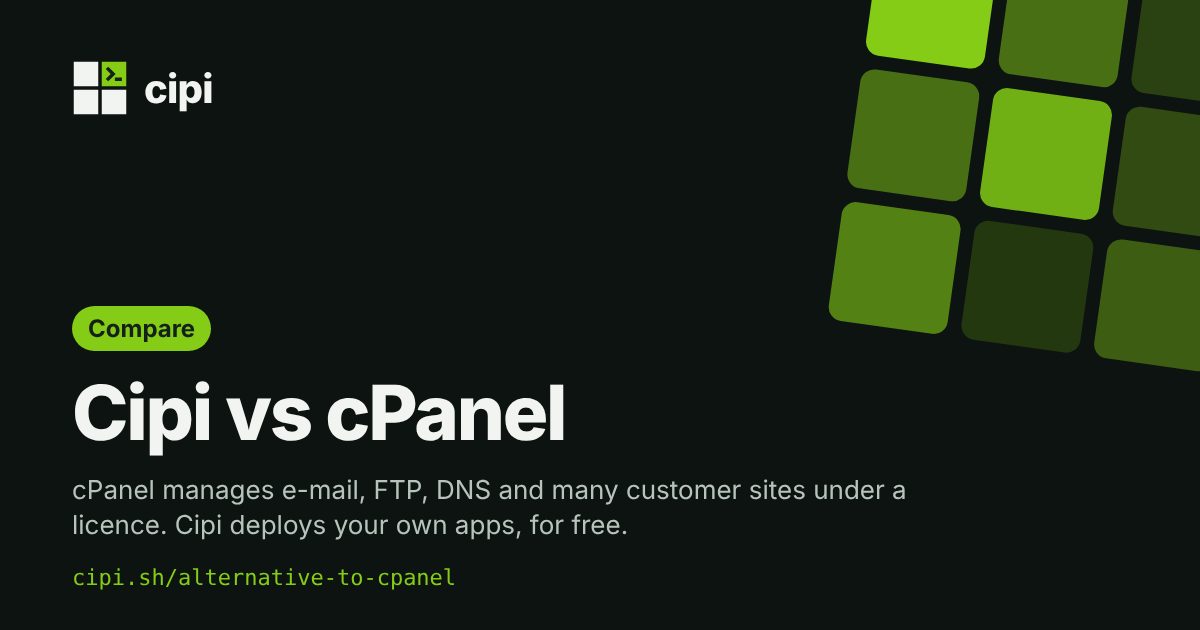 cipi
Compare
Cipi vs cPanel
cPanel manages e-mail, FTP, DNS and many customer sites under a
licence. Cipi deploys your own apps, for free.
cipi.sh/alternative-to-cpanel